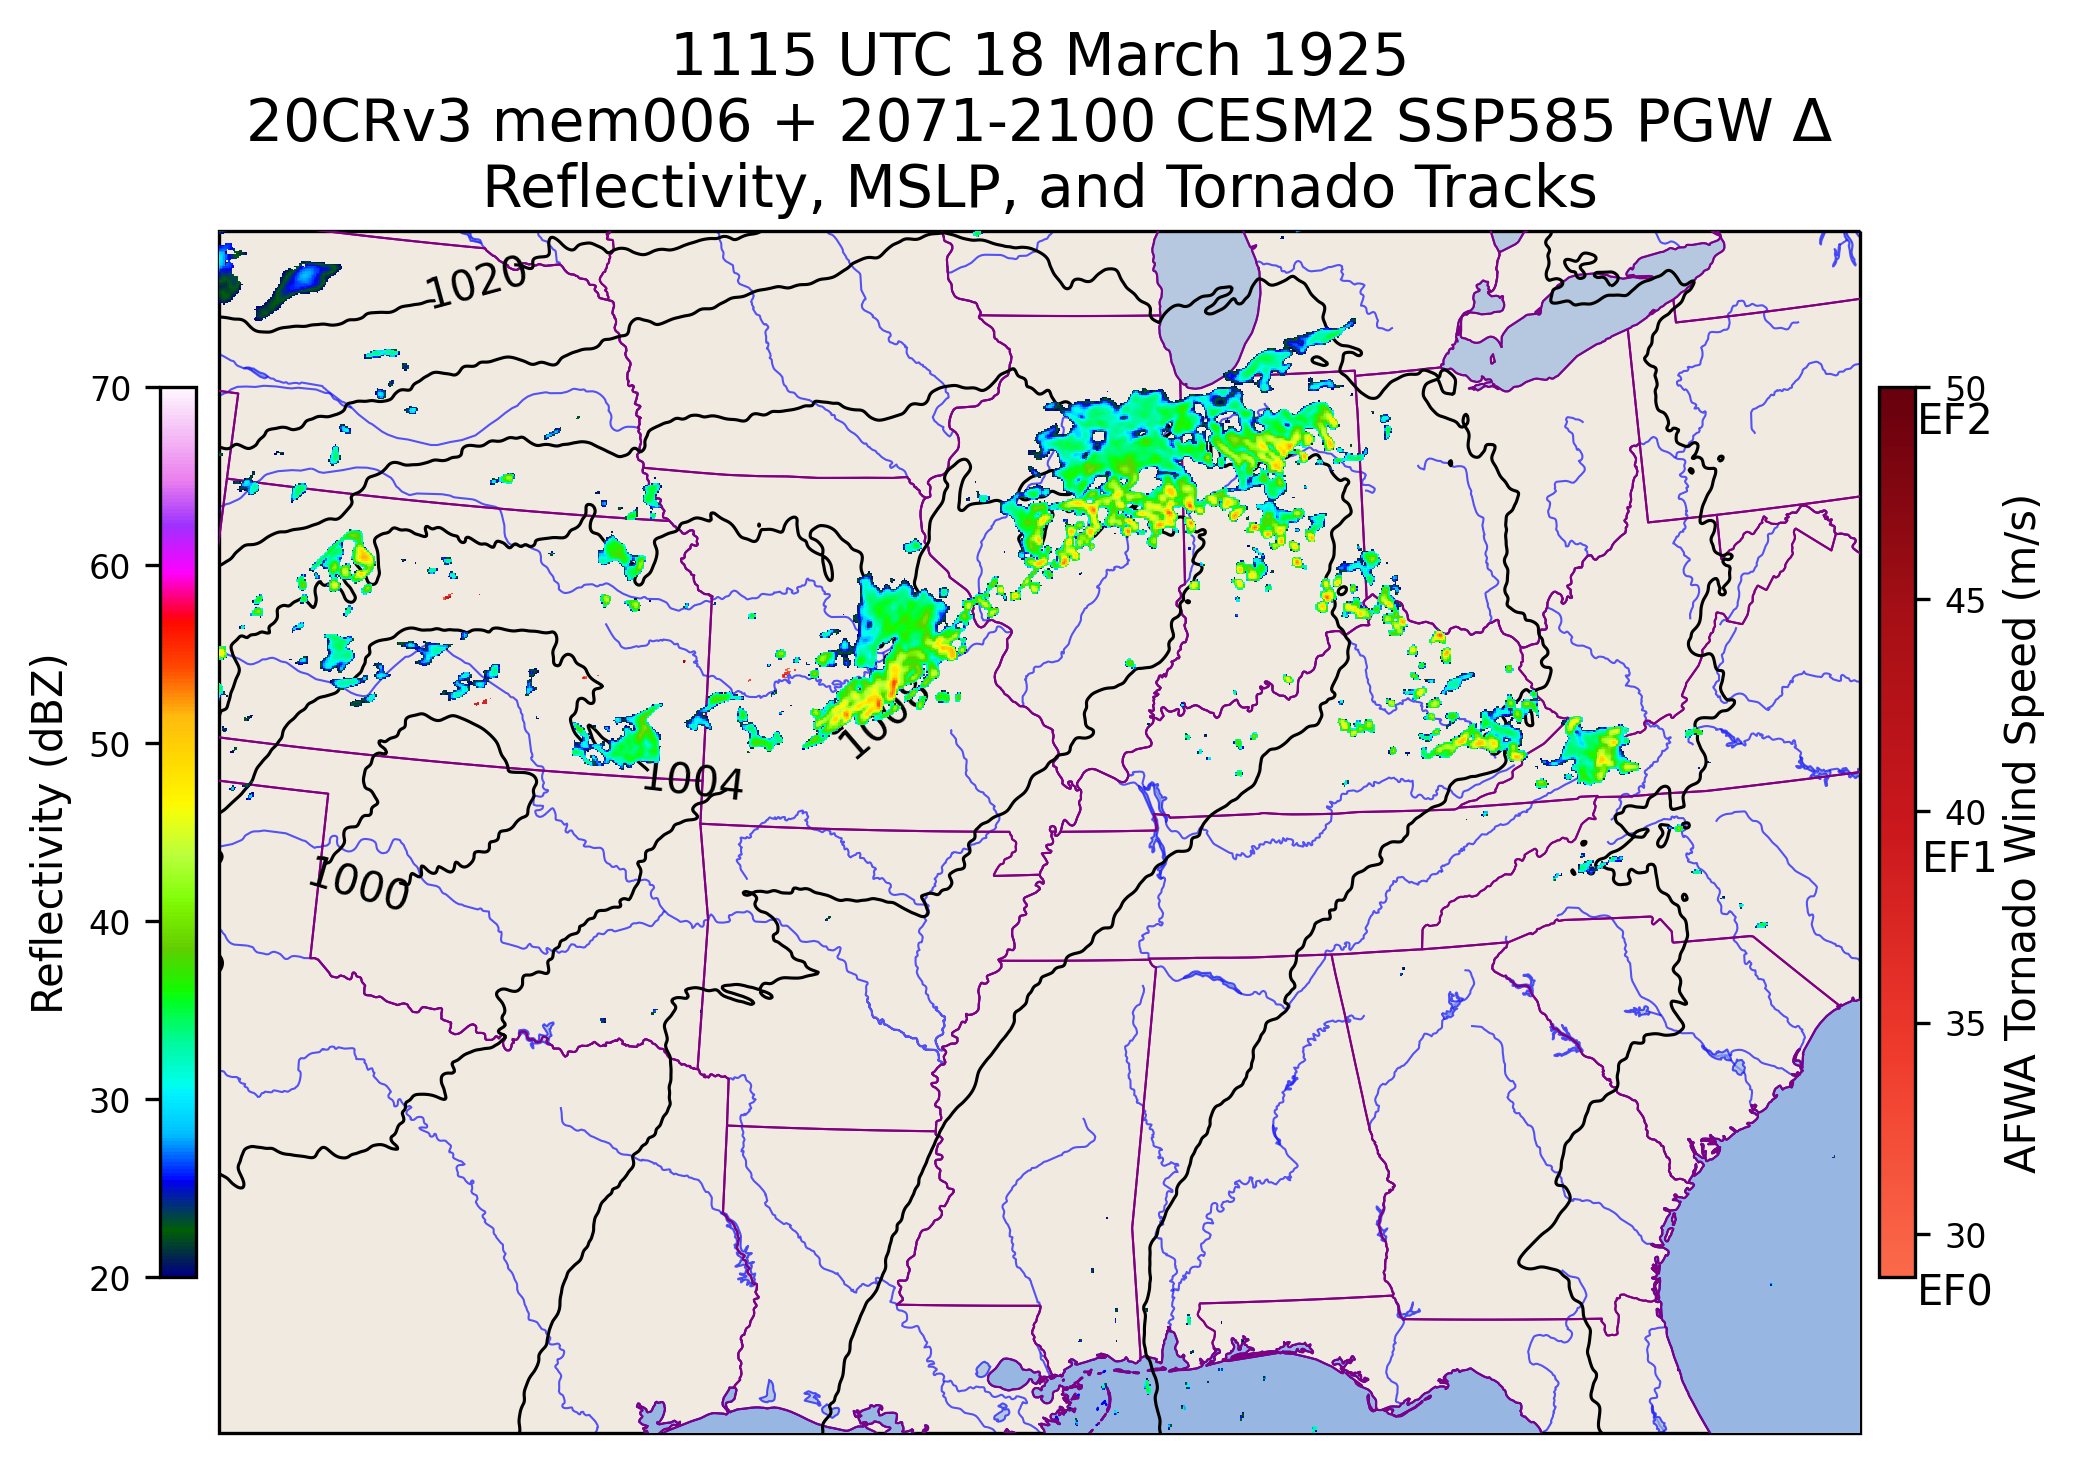 1115 UTC 18 March 1925
20CRv3 mem006 + 2071-2100 CESM2 SSP585 PGW Δ
Reflectivity, MSLP, and Tornado Tracks
70
60
50
40
30
20
Reflectivity (dBZ)
1020
1004
1000
50
EF2
45
40
EF1
35
30
EF0
AFWA Tornado Wind Speed (m/s)